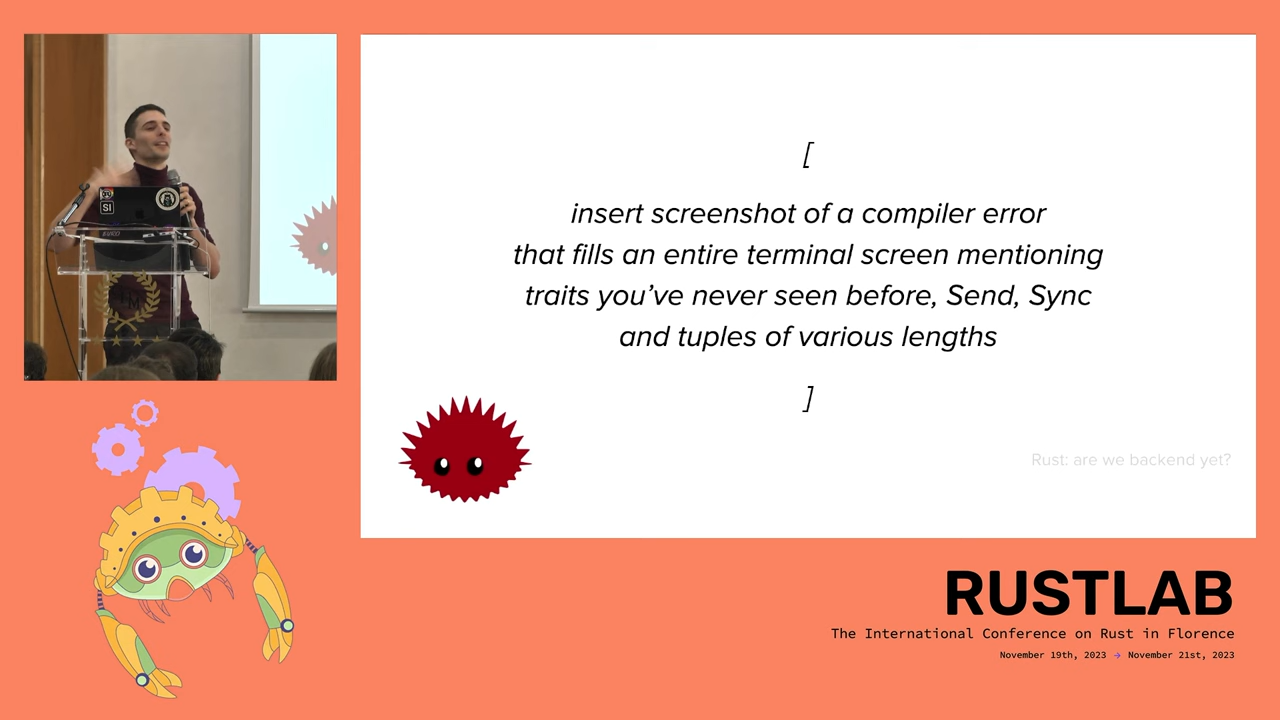 [
insert screenshot of a compiler error
that fills an entire terminal screen mentioning
traits you’ve never seen before, Send, Sync
and tuples of various lengths
]
Rust: are we backend yet?
SI
RUSTLAB
The International Conference on Rust in Florence
November 19th, 2023 → November 21st, 2023